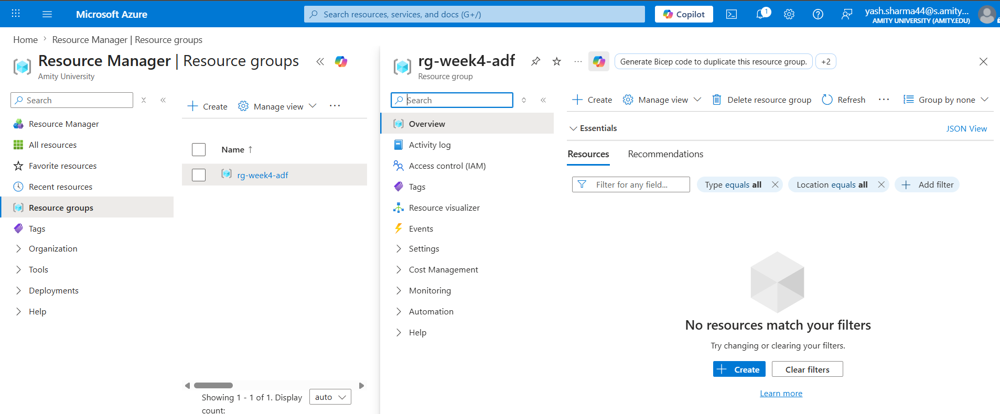 Microsoft Azure
Search resources, services, and docs (G+/)
Copilot
1
yash.sharma44@s.amity...
AMITY UNIVERSITY (AMITY.EDU)
Home > Resource Manager | Resource groups
Resource Manager | Resource groups
Amity University
Search
Resource Manager
All resources
Favorite resources
Recent resources
Resource groups
Tags
Organization
Tools
Deployments
Help
Create
Manage view
...
Name ↑
rg-week4-adf
Showing 1 - 1 of 1. Display count:
auto
rg-week4-adf
Resource group
...
Generate Bicep code to duplicate this resource group.
+2
Search
Overview
Activity log
Access control (IAM)
Tags
Resource visualizer
Events
Settings
Cost Management
Monitoring
Automation
Help
Create
Manage view
Delete resource group
Refresh
...
Group by none
Essentials
JSON View
Resources
Recommendations
Filter for any field...
Type equals all
Location equals all
Add filter
No resources match your filters
Try changing or clearing your filters.
Create
Clear filters
Learn more